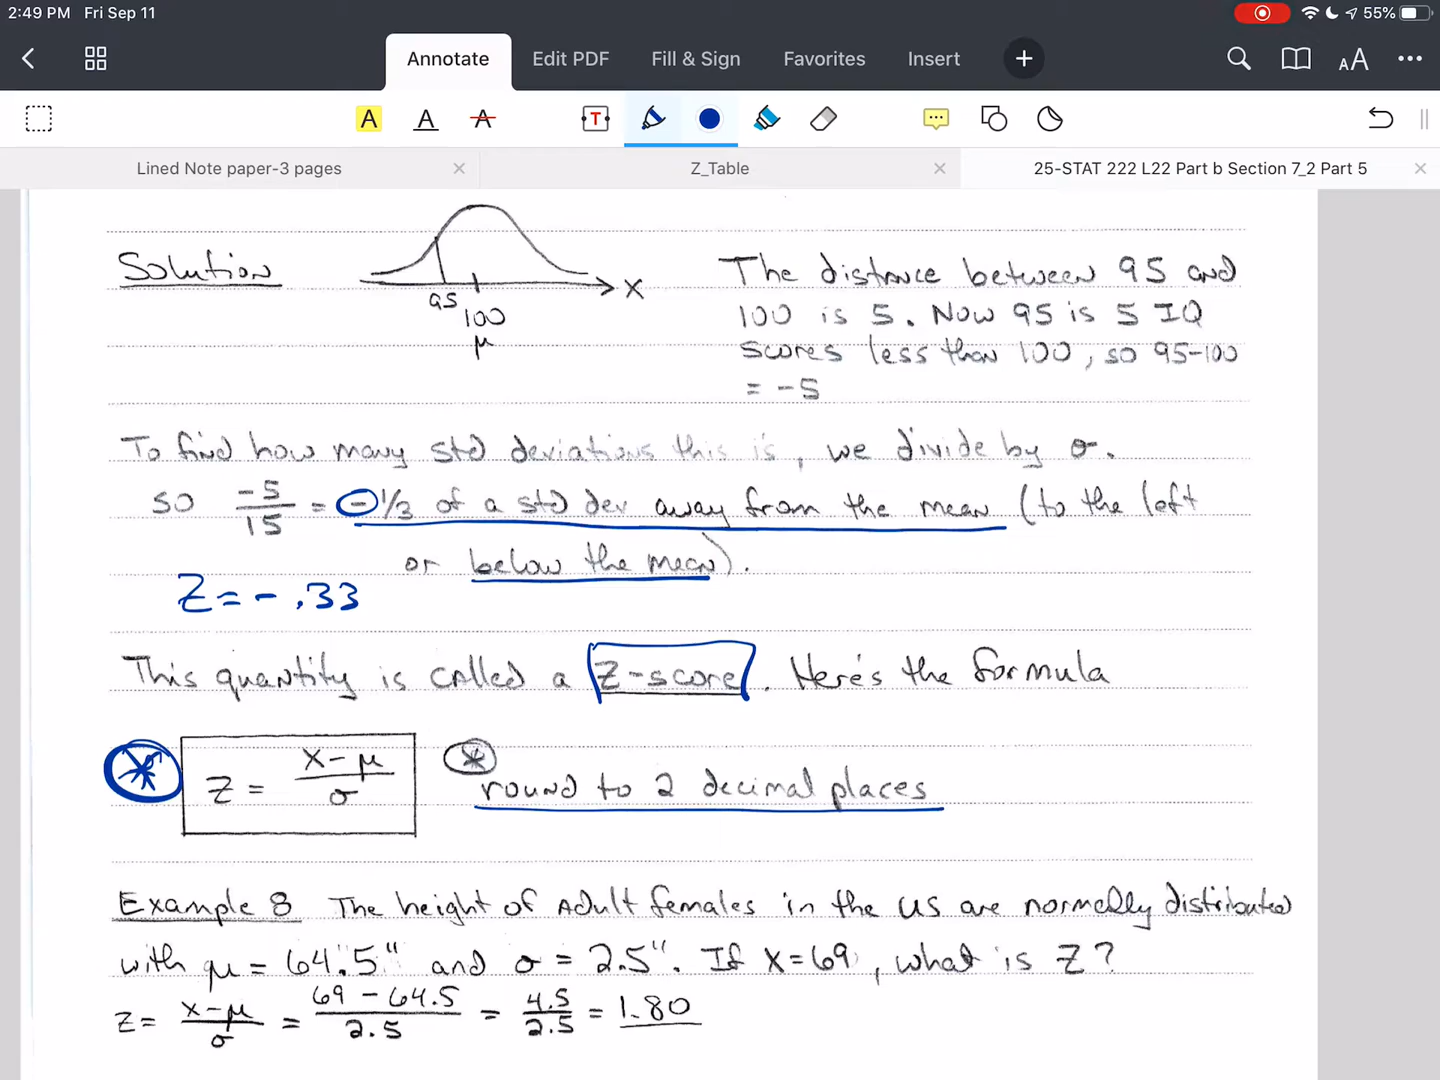 2:49 PM Fri Sep 11
55%
Annotate Edit PDF Fill & Sign Favorites Insert
A A A T
Lined Note paper-3 pages Z_Table 25-STAT 222 L22 Part b Section 7_2 Part 5
Solution
95
100
μ
X
The distance between 95 and
100 is 5. Now 95 is 5 IQ
scores less than 100, so 95-100
= -5
To find how many std deviations this is, we divide by σ.
so -5/15 = -1/3 of a std dev away from the mean (to the left
or below the mean).
Z = -.33
This quantity is called a Z-score. Here's the formula
* Z = x-μ/σ * round to 2 decimal places
Example 8 The height of Adult females in the US are normally distributed
with μ = 64.5" and σ = 2.5". If X=69, what is Z?
Z = x-μ/σ = 69-64.5/2.5 = 4.5/2.5 = 1.80